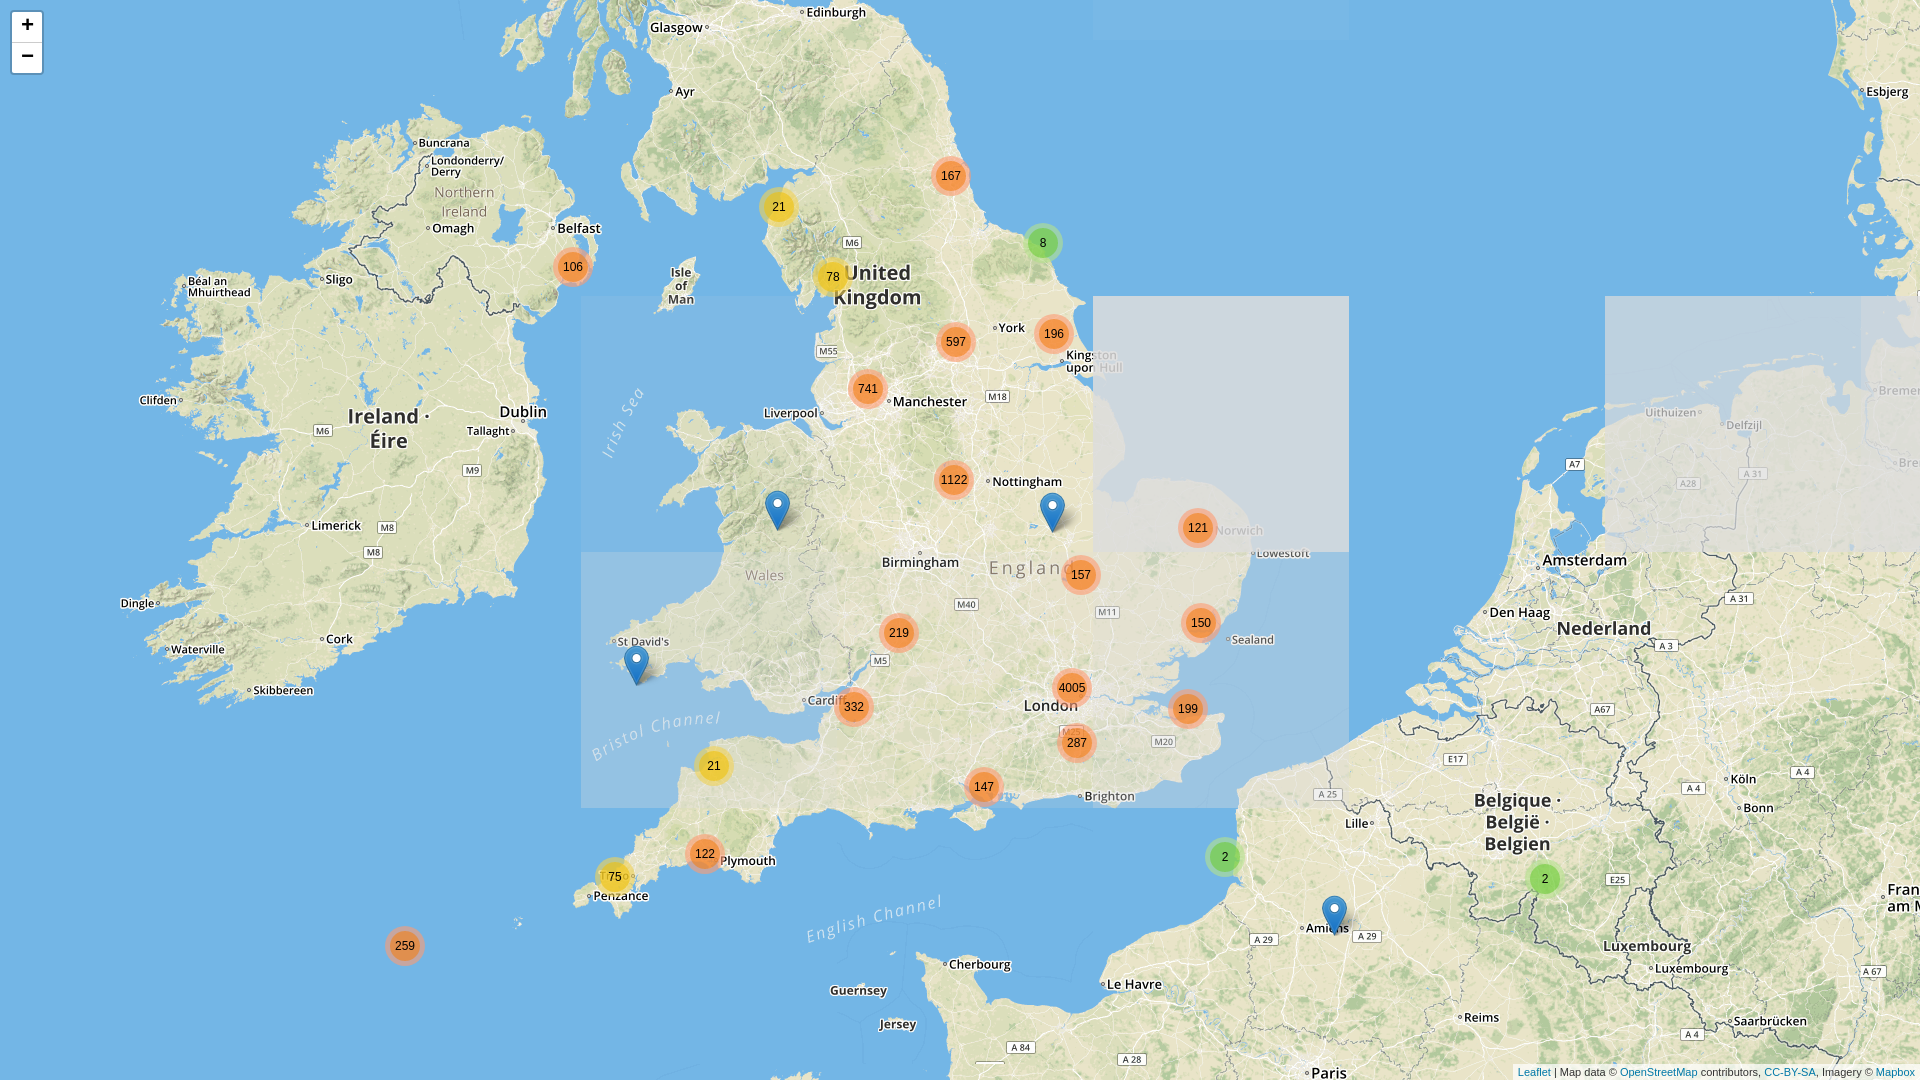 +
−
Edinburgh
Glasgow
Ayr
Esbjerg
Buncrana
Londonderry/
Derry
Northern
Ireland
Omagh
Belfast
167
21
M6
8
106
Isle
of
Man
78
United
Kingdom
Sligo
Béal an
Mhuirthead
York
196
597
M55
Kingston
upon Hull
741
Manchester
M18
Liverpool
Clifden
Ireland ·
Éire
Dublin
Tallaght
M6
M9
Irish Sea
Uithuizen
Delfzijl
Bremer
Bre
A7
A 31
A28
1122
Nottingham
121
Norwich
Lowestoft
Limerick
M8
M8
Birmingham
England
157
Wales
Amsterdam
A 31
Den Haag
Nederland
Dingle
M40
M11
150
Sealand
219
M5
Cork
Waterville
Skibbereen
St David's
A 3
4005
London
199
Cardiff
332
A67
Bristol Channel
287
M20
E17
21
147
Brighton
A 25
Köln
A 4
A 4
Bonn
Belgique ·
België ·
Belgien
Lille
122
Plymouth
75
Penzance
2
2
E25
Fran
am M
English Channel
Amiens
A 29
A 29
259
Luxembourg
Luxembourg
A 67
Cherbourg
Guernsey
Le Havre
Jersey
Reims
Saarbrücken
A 4
A 84
A 28
Paris
Leaflet | Map data © OpenStreetMap contributors, CC-BY-SA, Imagery © Mapbox